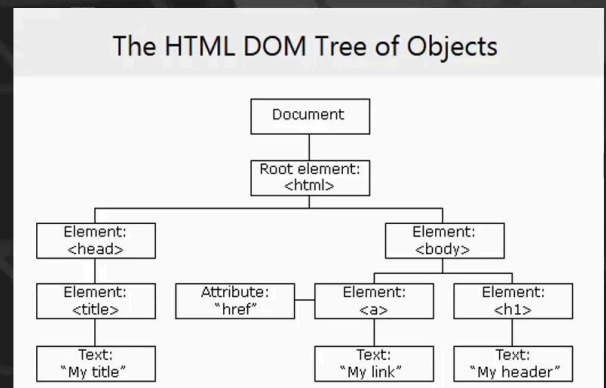 The HTML DOM Tree of Objects
Document
Root element:
<html>
Element:
<head>
Element:
<body>
Element:
<title>
Attribute:
"href"
Element:
<a>
Element:
<h1>
Text:
"My title"
Text:
"My link"
Text:
"My header"